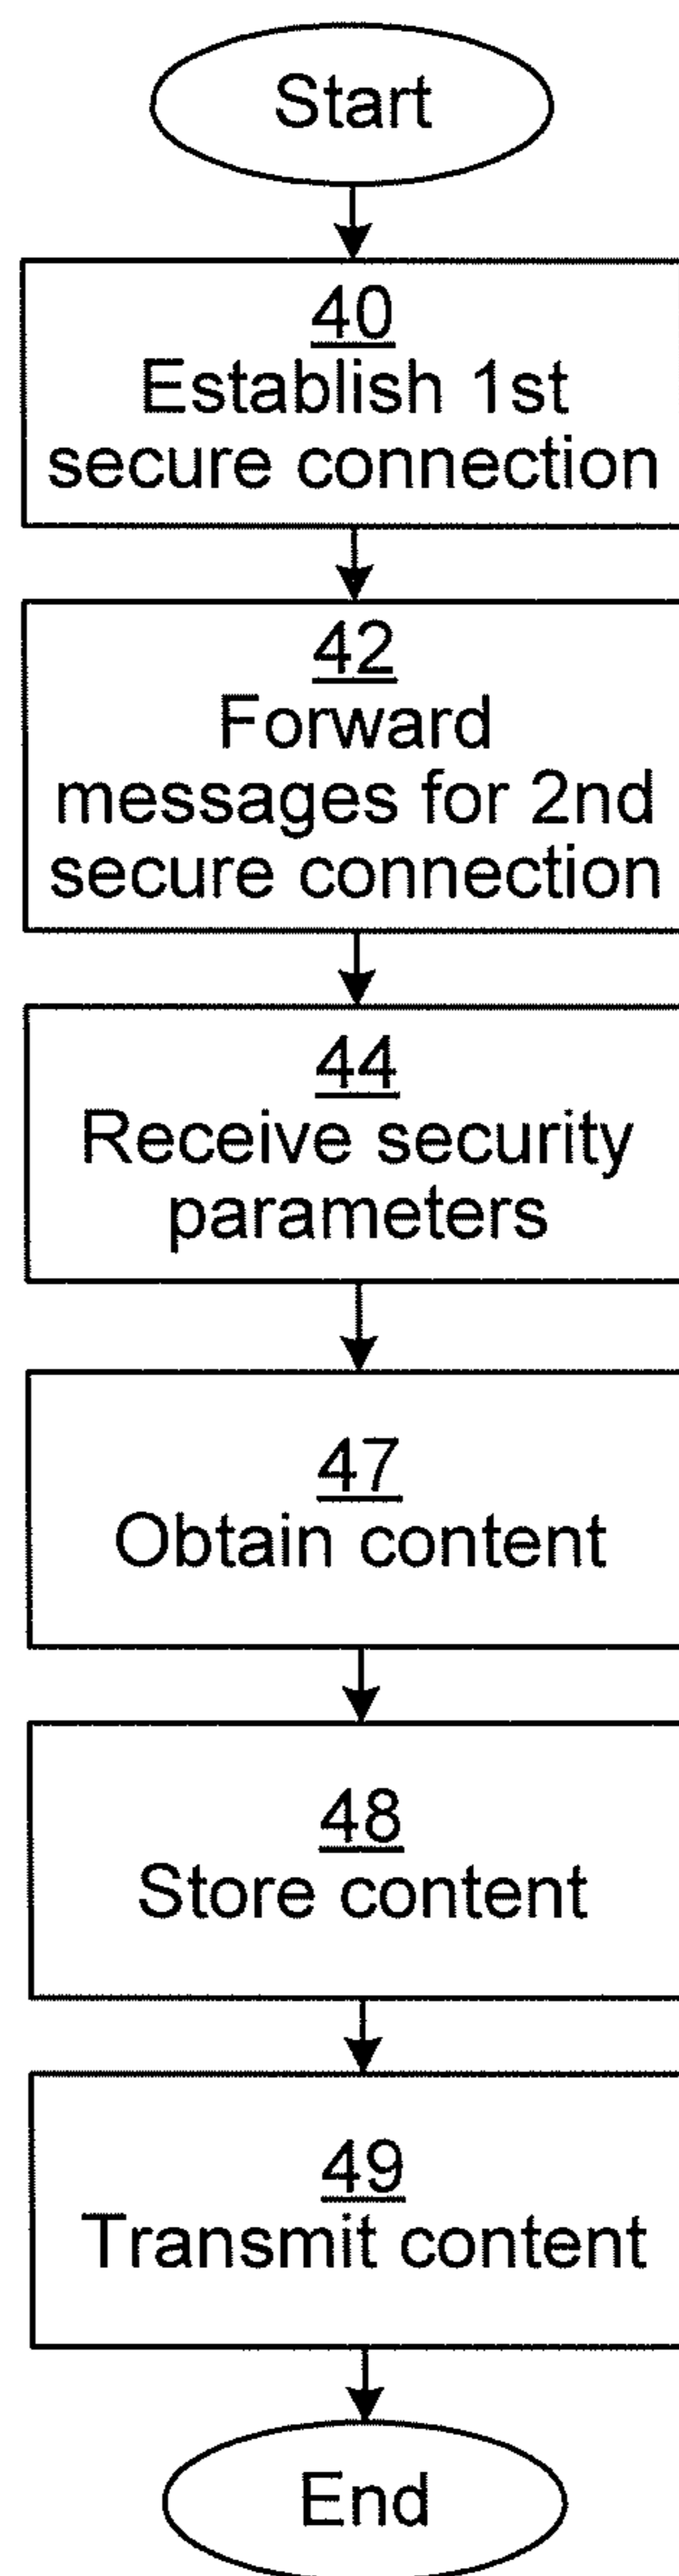 Start
40
Establish 1st
secure connection
42
Forward
messages for 2nd
secure connection
44
Receive security
parameters
47
Obtain content
48
Store content
49
Transmit content
End